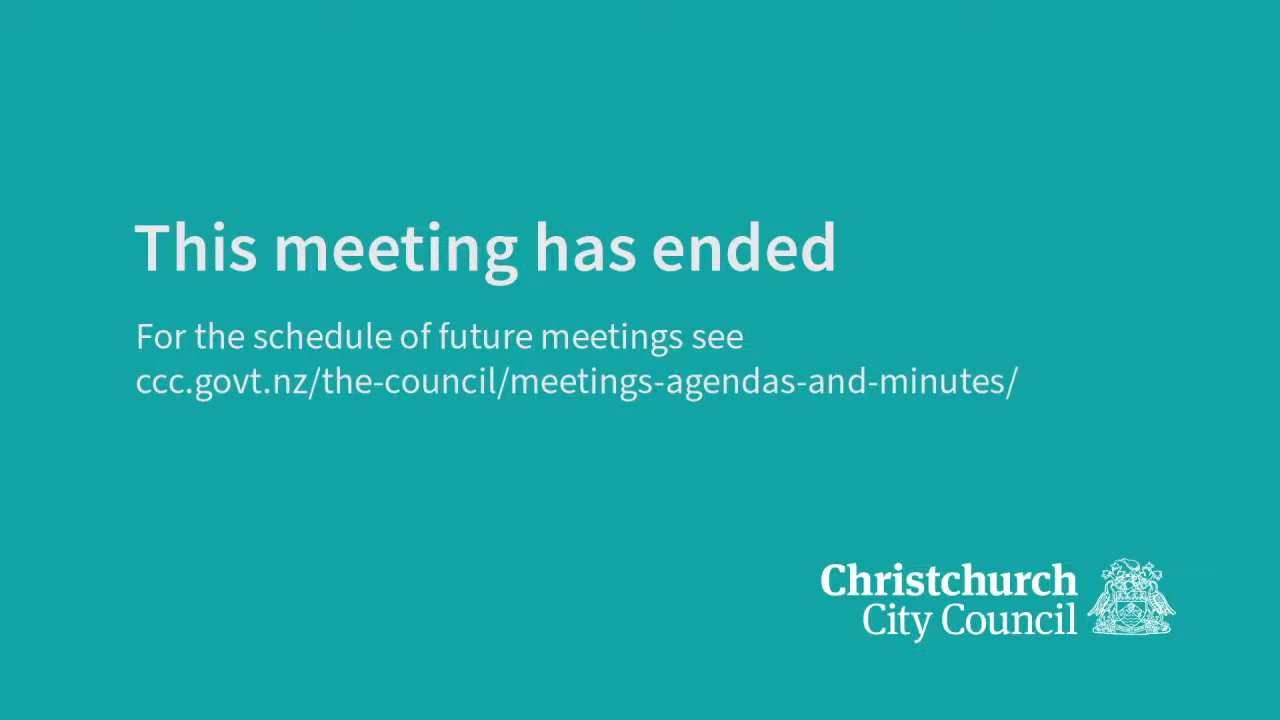 This meeting has ended
For the schedule of future meetings see
ccc.govt.nz/the-council/meetings-agendas-and-minutes/
Christchurch
City Council